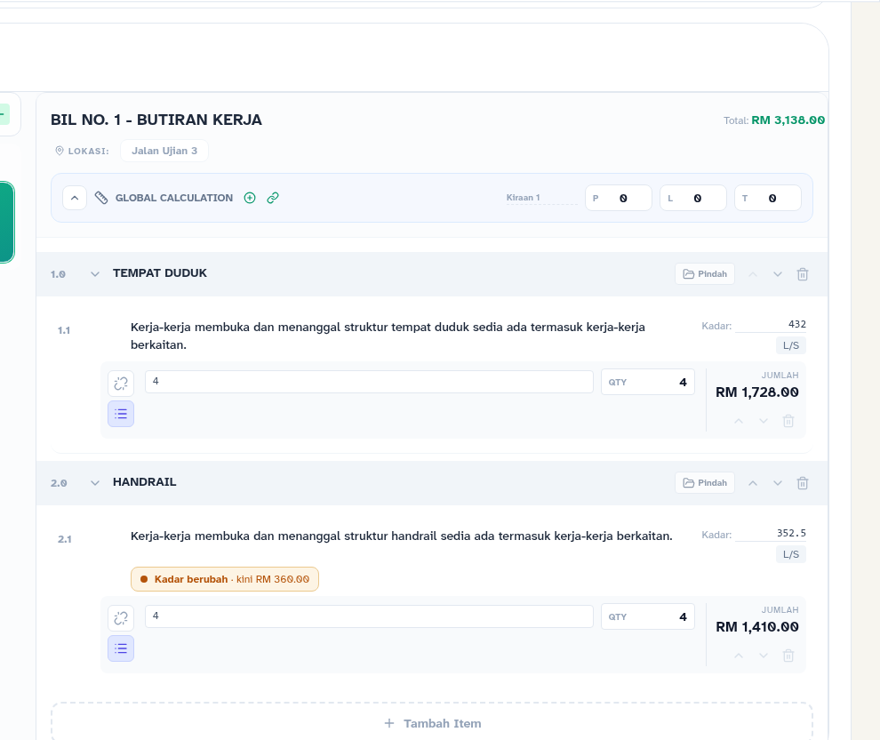 BIL NO. 1 - BUTIRAN KERJA
Total: RM 3,138.00
LOKASI: Jalan Ujian 3
GLOBAL CALCULATION
Kiraan 1
P 0
L 0
T 0
1.0 TEMPAT DUDUK Pindah
1.1 Kerja-kerja membuka dan menanggal struktur tempat duduk sedia ada termasuk kerja-kerja
berkaitan.
Kadar: 432
L/S
4
QTY 4
JUMLAH
RM 1,728.00
2.0 HANDRAIL Pindah
2.1 Kerja-kerja membuka dan menanggal struktur handrail sedia ada termasuk kerja-kerja berkaitan.
Kadar: 352.5
L/S
Kadar berubah · kini RM 360.00
4
QTY 4
JUMLAH
RM 1,410.00
+ Tambah Item